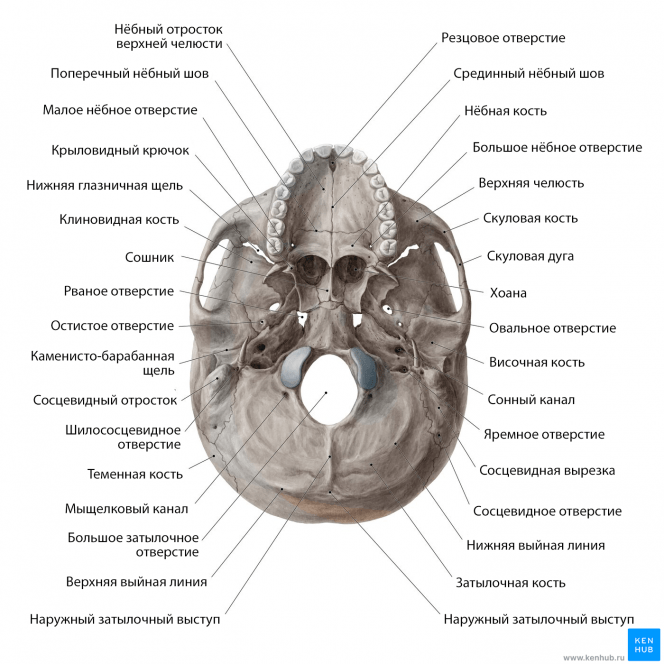 Нёбный отросток
верхней челюсти
Поперечный нёбный шов
Малое нёбное отверстие
Крыловидный крючок
Нижняя глазничная щель
Клиновидная кость
Сошник
Рваное отверстие
Остистое отверстие
Каменисто-барабанная
щель
Сосцевидный отросток
Шилососцевидное
отверстие
Теменная кость
Мыщелковый канал
Большое затылочное
отверстие
Верхняя выйная линия
Наружный затылочный выступ
Резцовое отверстие
Срединный нёбный шов
Нёбная кость
Большое нёбное отверстие
Верхняя челюсть
Скуловая кость
Скуловая дуга
Хоана
Овальное отверстие
Височная кость
Сонный канал
Яремное отверстие
Сосцевидная вырезка
Сосцевидное отверстие
Нижняя выйная линия
Затылочная кость
Наружный затылочный выступ
KEN
HUB
www.kenhub.ru